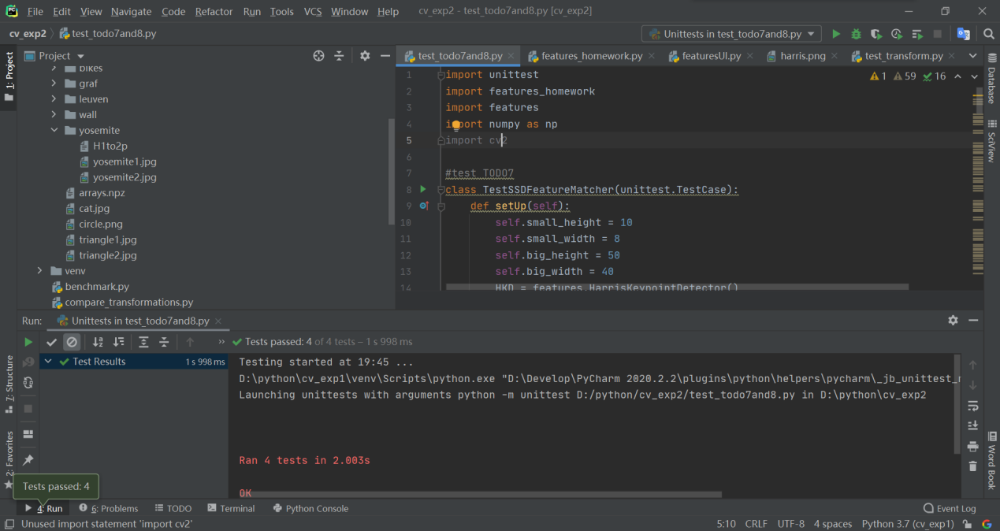 File Edit View Navigate Code Refactor Run Tools VCS Window Help cv_exp2 - test_todo7and8.py [cv_exp2]
cv_exp2 test_todo7and8.py Unittests in test_todo7and8.py
1: Project
Project
bikes
graf
leuven
wall
yosemite
H1to2p
yosemite1.jpg
yosemite2.jpg
arrays.npz
cat.jpg
circle.png
triangle1.jpg
triangle2.jpg
venv
benchmark.py
compare_transformations.py
test_todo7and8.py features_homework.py featuresUI.py harris.png test_transform.py
1 59 16
1 import unittest
2 import features_homework
3 import features
4 import numpy as np
5 import cv2
6
7 #test TODO7
8 class TestSSDFeatureMatcher(unittest.TestCase):
9 def setUp(self):
10 self.small_height = 10
11 self.small_width = 8
12 self.big_height = 50
13 self.big_width = 40
14 HKD = features.HarrisKeypointDetector()
Database
SciView
Run: Unittests in test_todo7and8.py
Tests passed: 4 of 4 tests – 1 s 998 ms
Test Results 1 s 998 ms
Testing started at 19:45 ...
D:\python\cv_exp1\venv\Scripts\python.exe "D:\Develop\PyCharm 2020.2.2\plugins\python\helpers\pycharm\_jb_unittest_r
Launching unittests with arguments python -m unittest D:/python/cv_exp2/test_todo7and8.py in D:\python\cv_exp2
Ran 4 tests in 2.003s
OK
7: Structure
2: Favorites
Word Book
Tests passed: 4
4: Run 6: Problems TODO Terminal Python Console Event Log
Unused import statement 'import cv2' 5:10 CRLF UTF-8 4 spaces Python 3.7 (cv_exp1)